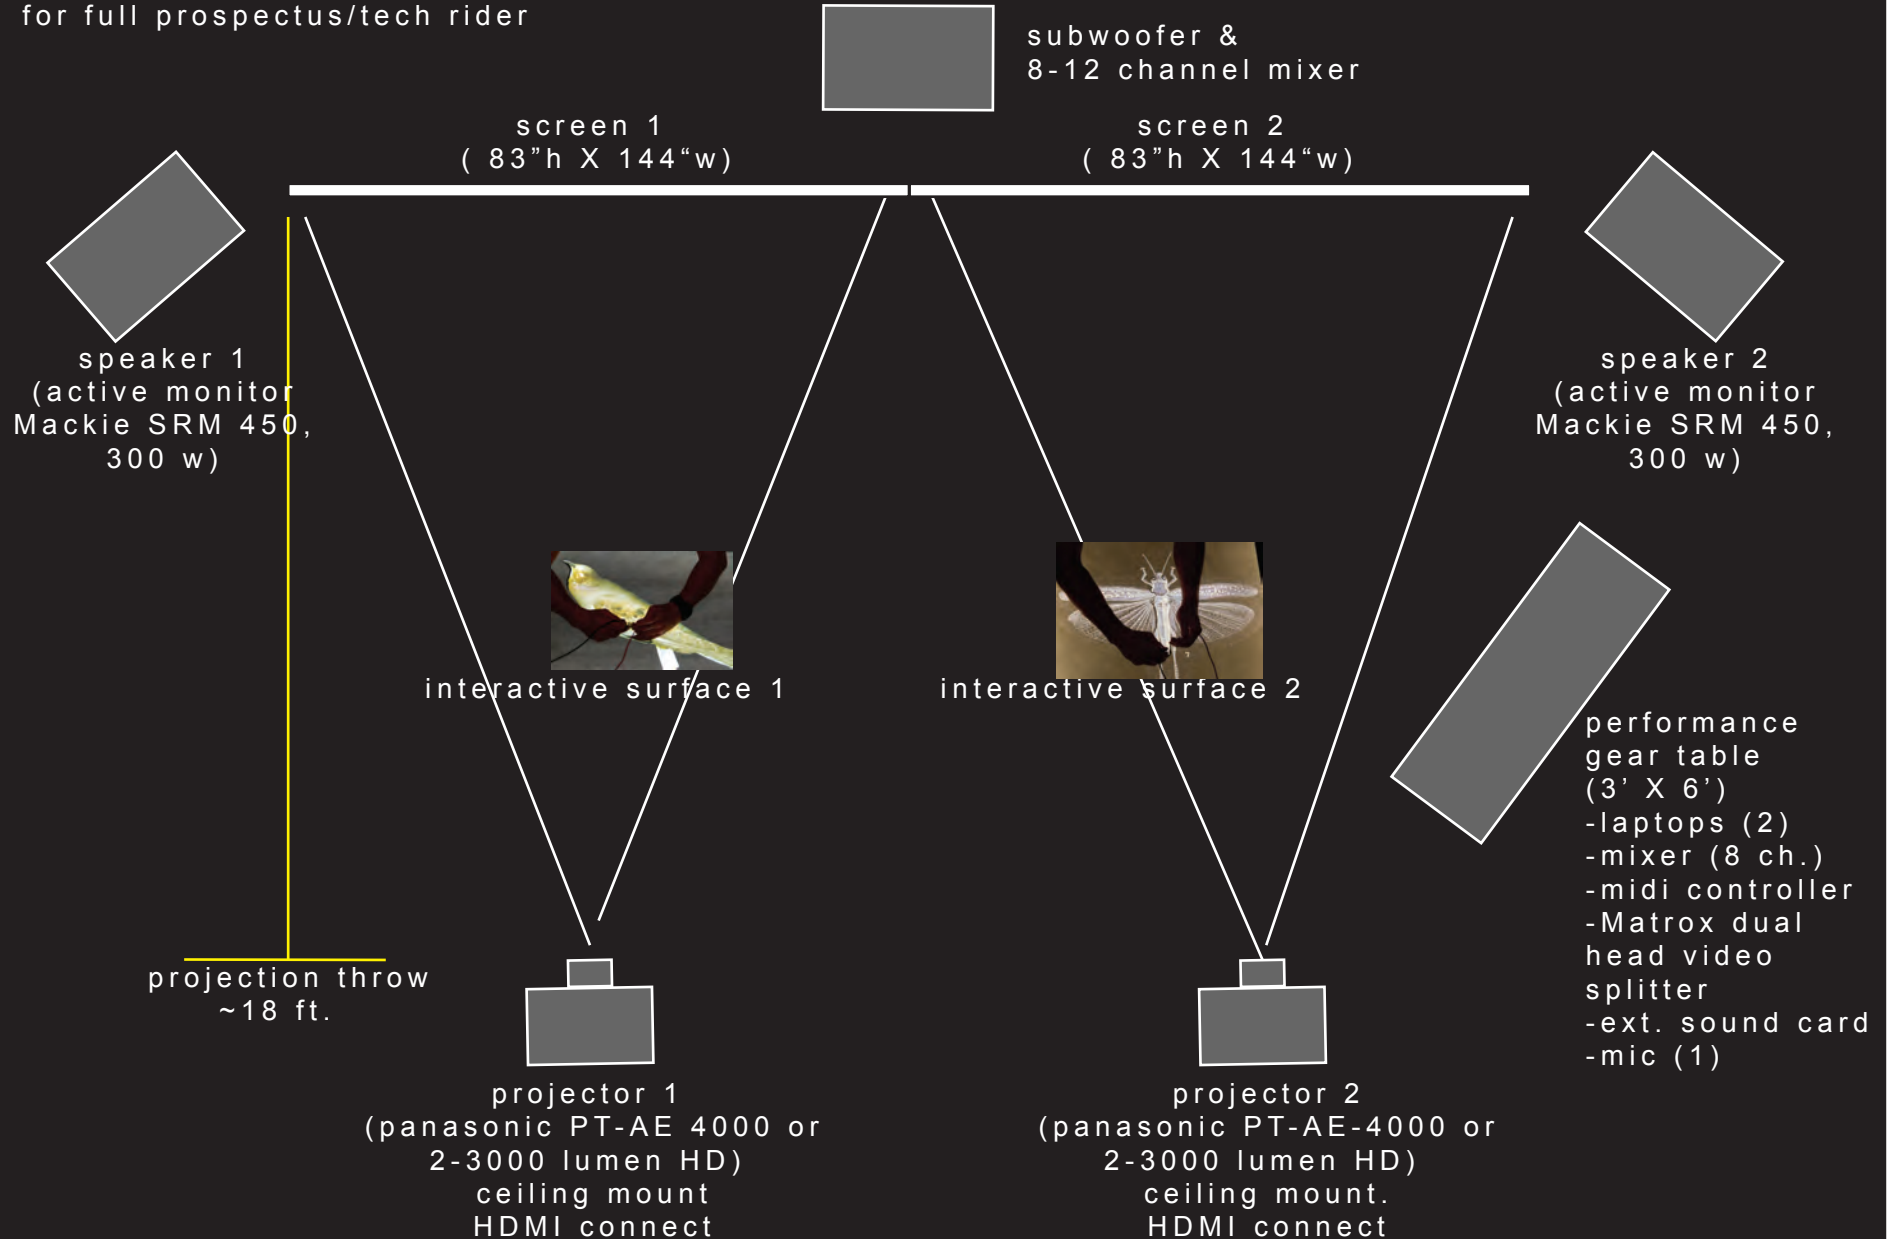 for full prospectus/tech rider
subwoofer &
8-12 channel mixer
screen 1
( 83”h X 144“w)
screen 2
( 83”h X 144“w)
speaker 1
(active monitor
Mackie SRM 450,
300 w)
speaker 2
(active monitor
Mackie SRM 450,
300 w)
interactive surface 1
interactive surface 2
performance
gear table
(3’ X 6’)
-laptops (2)
-mixer (8 ch.)
-midi controller
-Matrox dual
head video
splitter
-ext. sound card
-mic (1)
projection throw
~18 ft.
projector 1
(panasonic PT-AE 4000 or
2-3000 lumen HD)
ceiling mount
HDMI connect
projector 2
(panasonic PT-AE-4000 or
2-3000 lumen HD)
ceiling mount.
HDMI connect